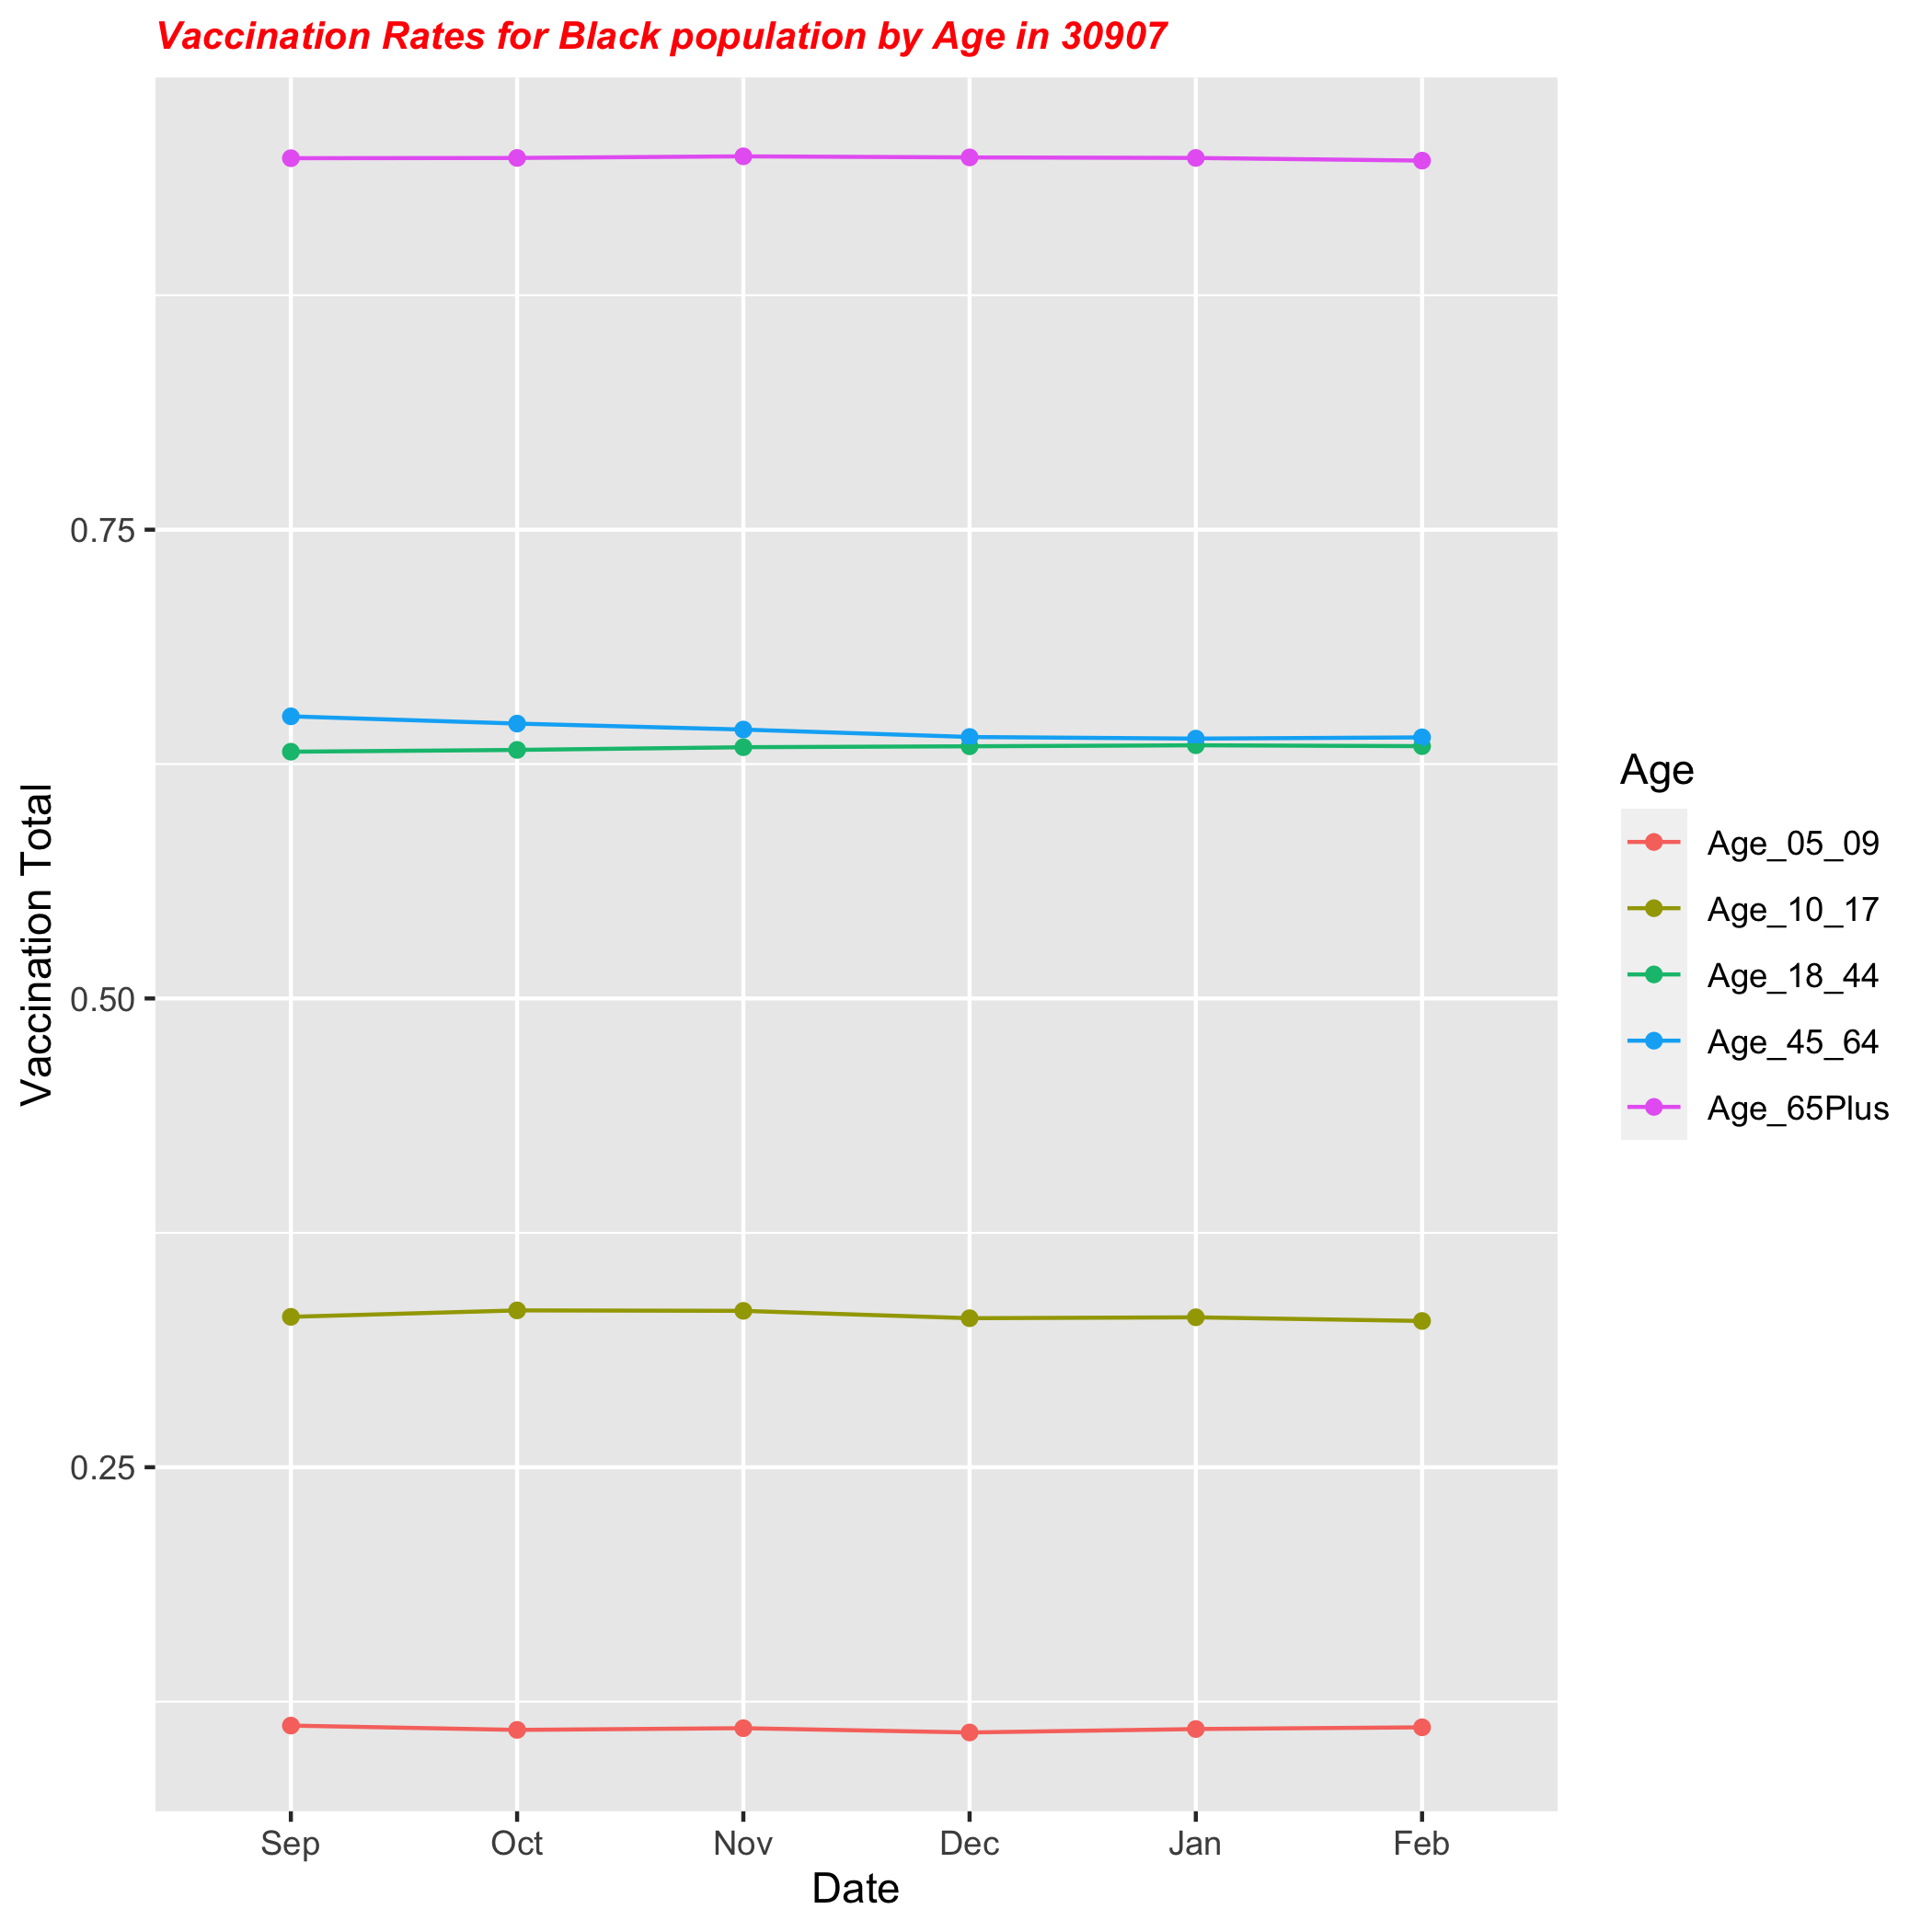 Vaccination Rates for Black population by Age in 30907
Vaccination Total
0.75
0.50
0.25
Sep Oct Nov Dec Jan Feb
Date
Age
Age_05_09
Age_10_17
Age_18_44
Age_45_64
Age_65Plus